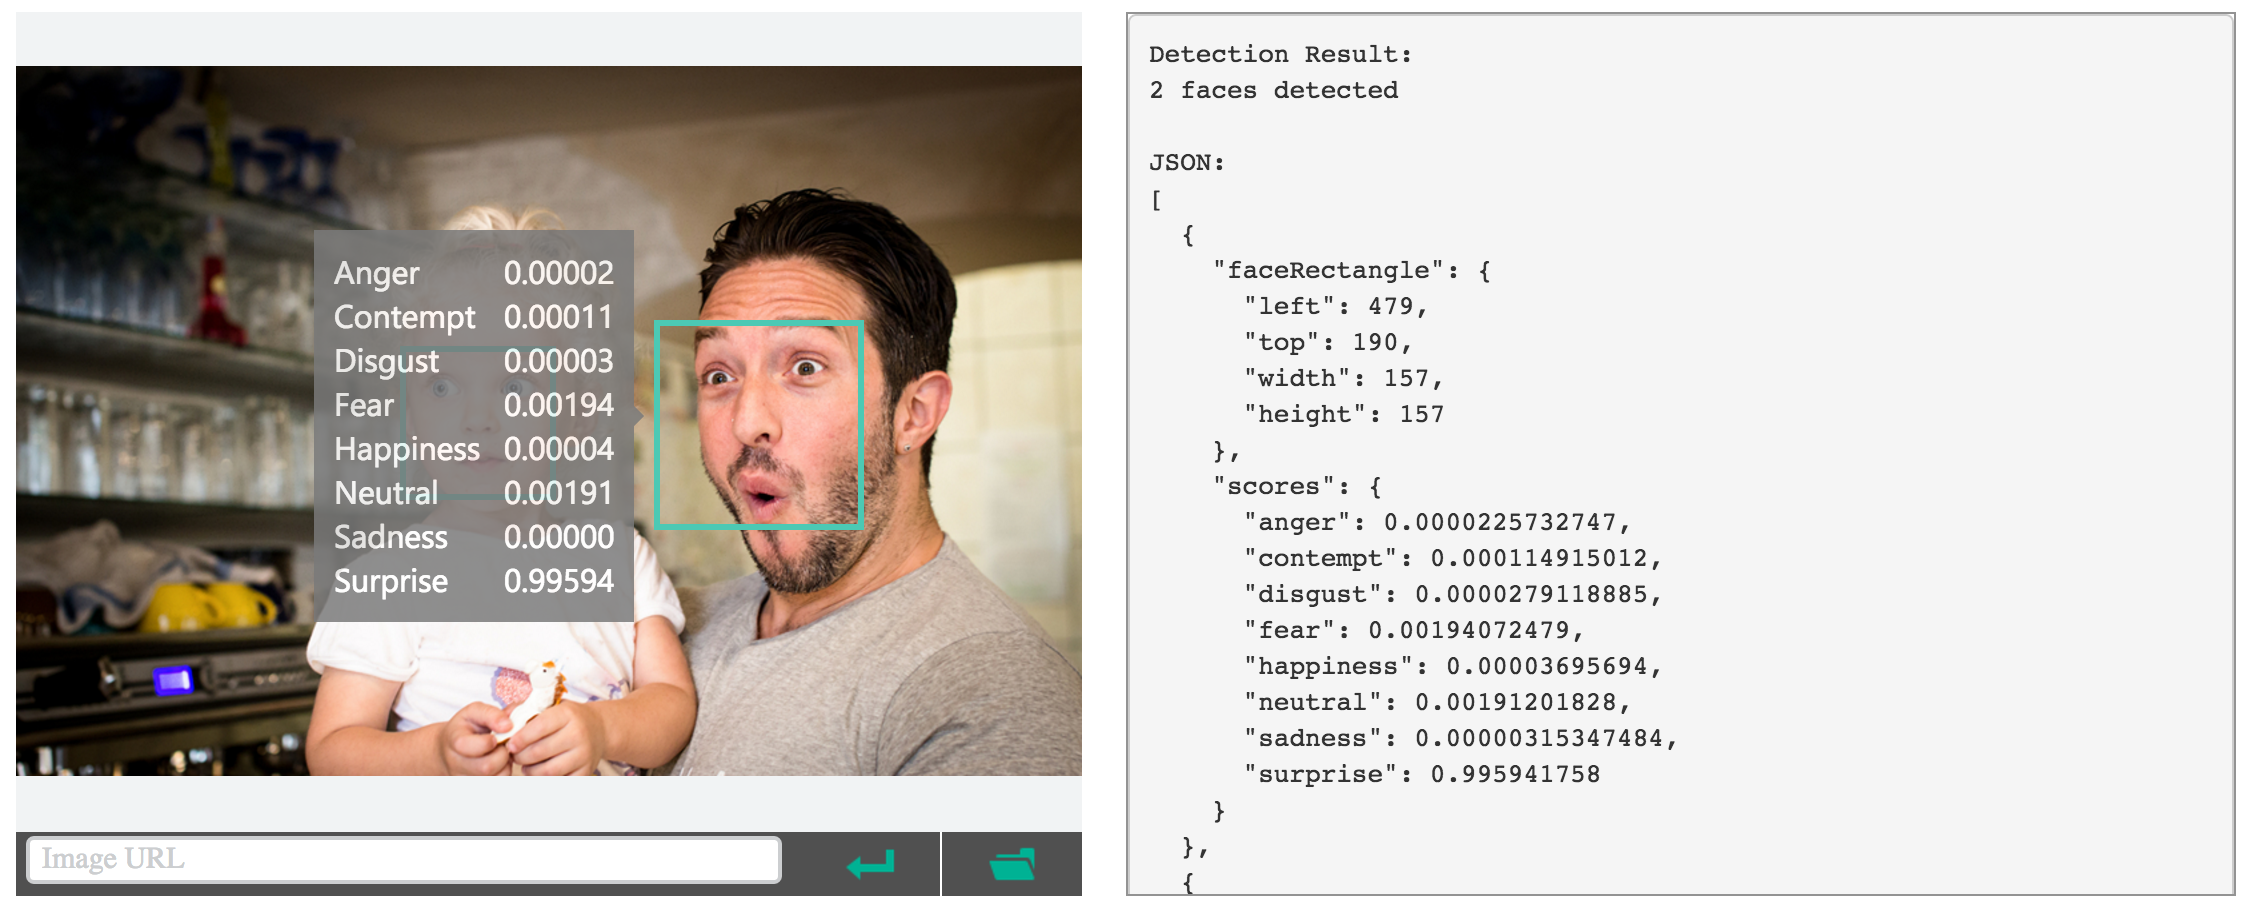 Anger 0.00002
Contempt 0.00011
Disgust 0.00003
Fear 0.00194
Happiness 0.00004
Neutral 0.00191
Sadness 0.00000
Surprise 0.99594
Image URL
Detection Result:
2 faces detected
JSON:
[
{
"faceRectangle": {
"left": 479,
"top": 190,
"width": 157,
"height": 157
},
"scores": {
"anger": 0.0000225732747,
"contempt": 0.000114915012,
"disgust": 0.0000279118885,
"fear": 0.00194072479,
"happiness": 0.00003695694,
"neutral": 0.00191201828,
"sadness": 0.00000315347484,
"surprise": 0.995941758
}
},
{